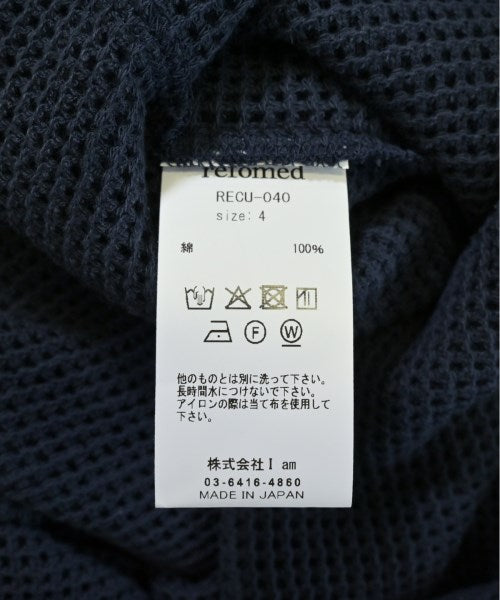 refomed
RECU-040
size: 4
綿 100%
F W
他のものとは別に洗って下さい。
長時間水につけないで下さい。
アイロンの際は当て布を使用して
下さい。
株式会社I am
03-6416-4860
MADE IN JAPAN